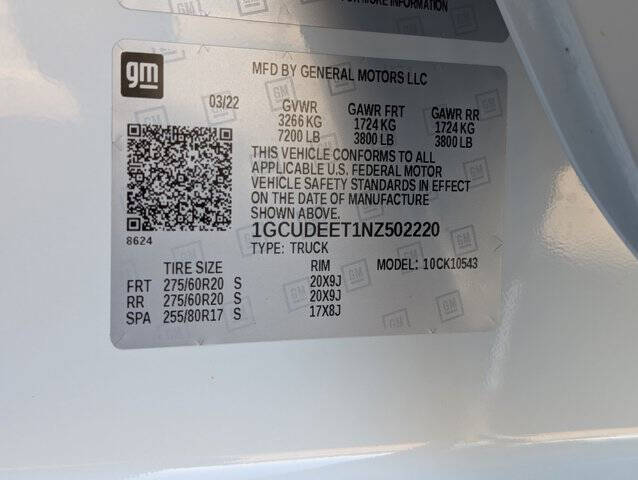 FOR MORE INFORMATION
gm
MFD BY GENERAL MOTORS LLC
03/22 GVWR GAWR FRT GAWR RR
3266 KG 1724 KG 1724 KG
7200 LB 3800 LB 3800 LB
THIS VEHICLE CONFORMS TO ALL
APPLICABLE U.S. FEDERAL MOTOR
VEHICLE SAFETY STANDARDS IN EFFECT
ON THE DATE OF MANUFACTURE
SHOWN ABOVE.
8624
1GCUDEET1NZ502220
TYPE: TRUCK
TIRE SIZE RIM MODEL: 10CK10543
FRT 275/60R20 S 20X9J
RR 275/60R20 S 20X9J
SPA 255/80R17 S 17X8J